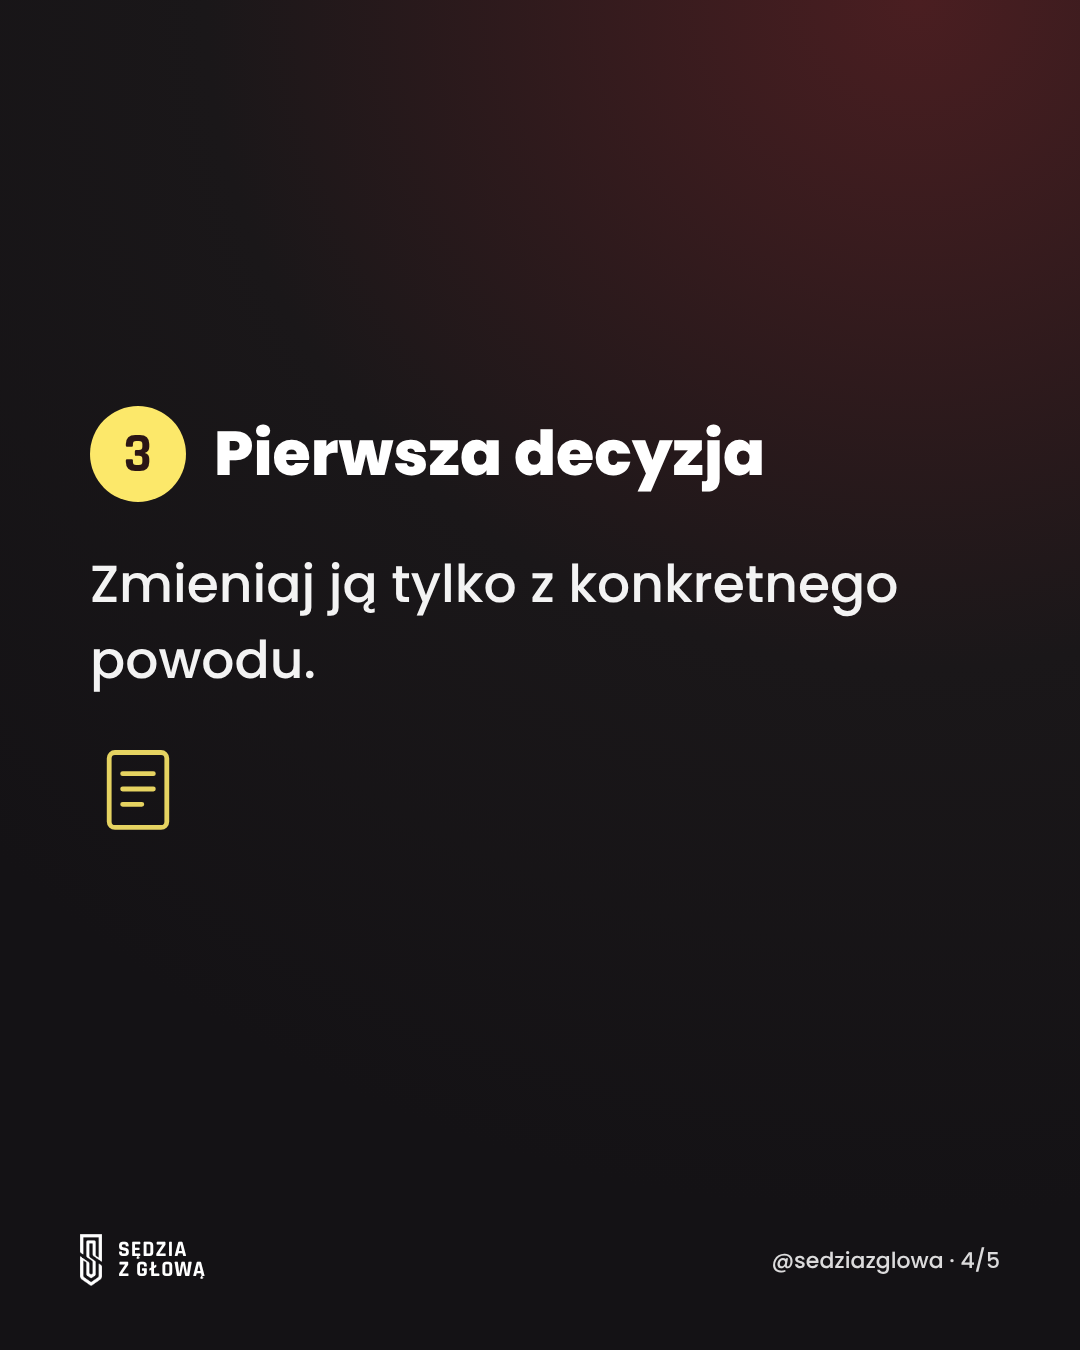 3 Pierwsza decyzja
Zmieniaj ją tylko z konkretnego
powodu.
SĘDZIA
Z GŁOWĄ
@sedziazglowa · 4/5